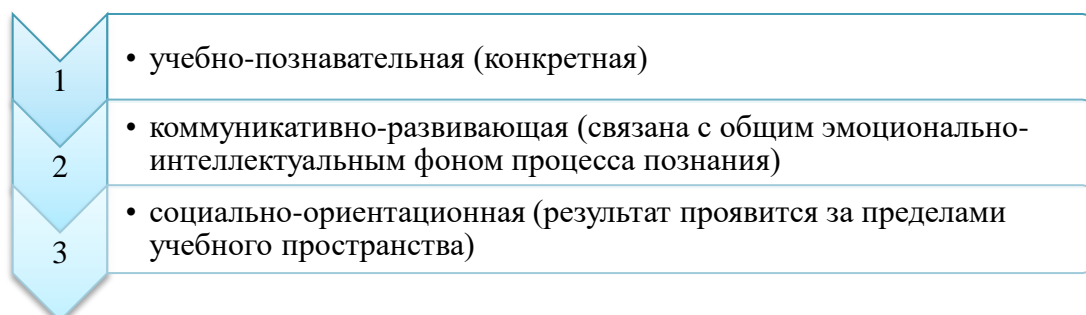 1
• учебно-познавательная (конкретная)
2
• коммуникативно-развивающая (связана с общим эмоционально-
интеллектуальным фоном процесса познания)
3
• социально-ориентационная (результат проявится за пределами
учебного пространства)